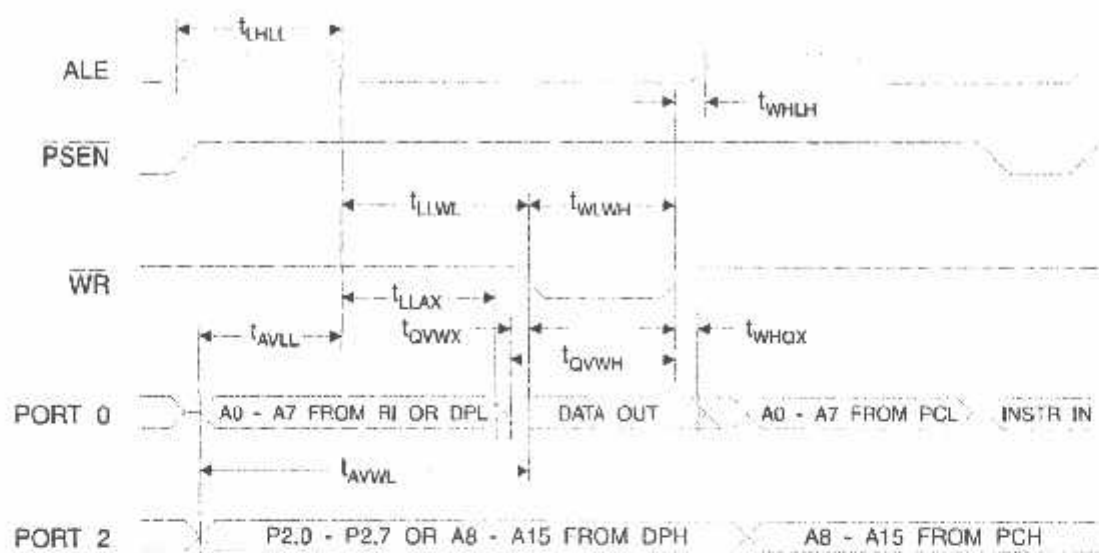 tLHLL
ALE
tWHLH
PSEN
tLLWL
tWLWH
WR
tLLAX
tAVLL
tQVWX
tWHQX
tQVWH
PORT 0
A0 - A7 FROM RI OR DPL
DATA OUT
A0 - A7 FROM PCL
INSTR IN
tAVWL
PORT 2
P2.0 - P2.7 OR A8 - A15 FROM DPH
A8 - A15 FROM PCH